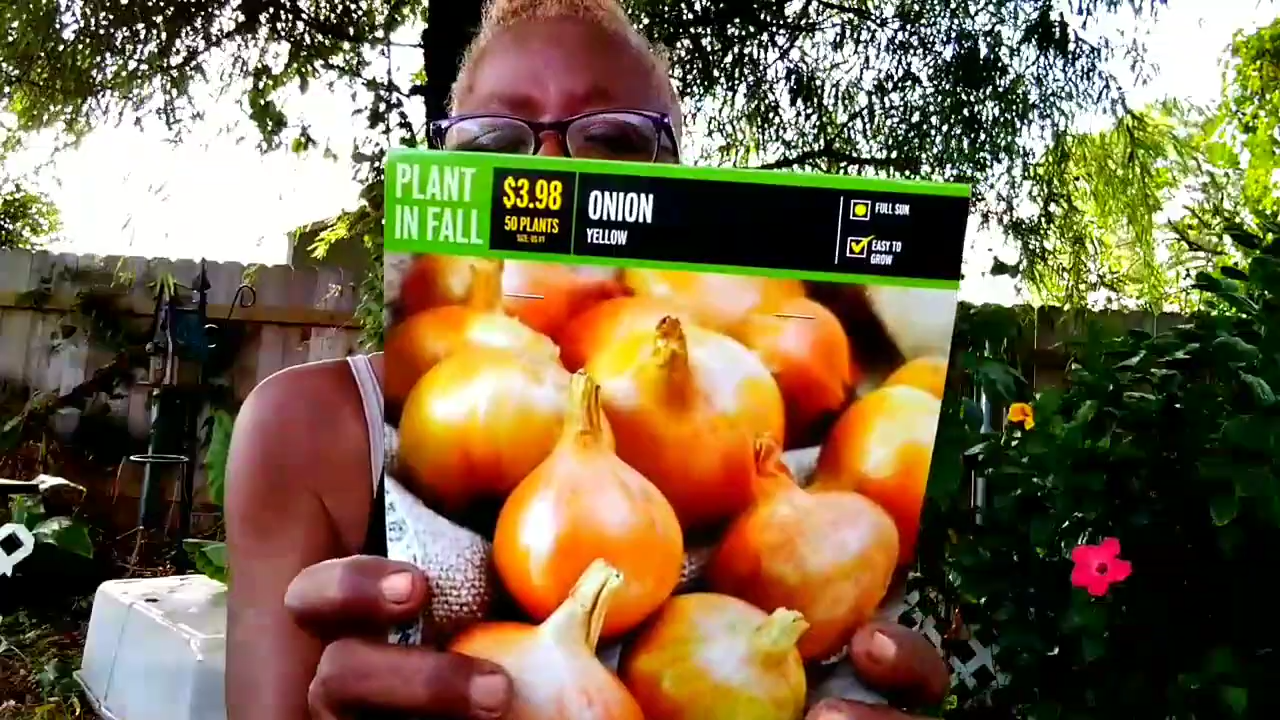 PLANT
IN FALL
$3.98
50 PLANTS
ONION
YELLOW
FULL SUN
EASY TO
GROW